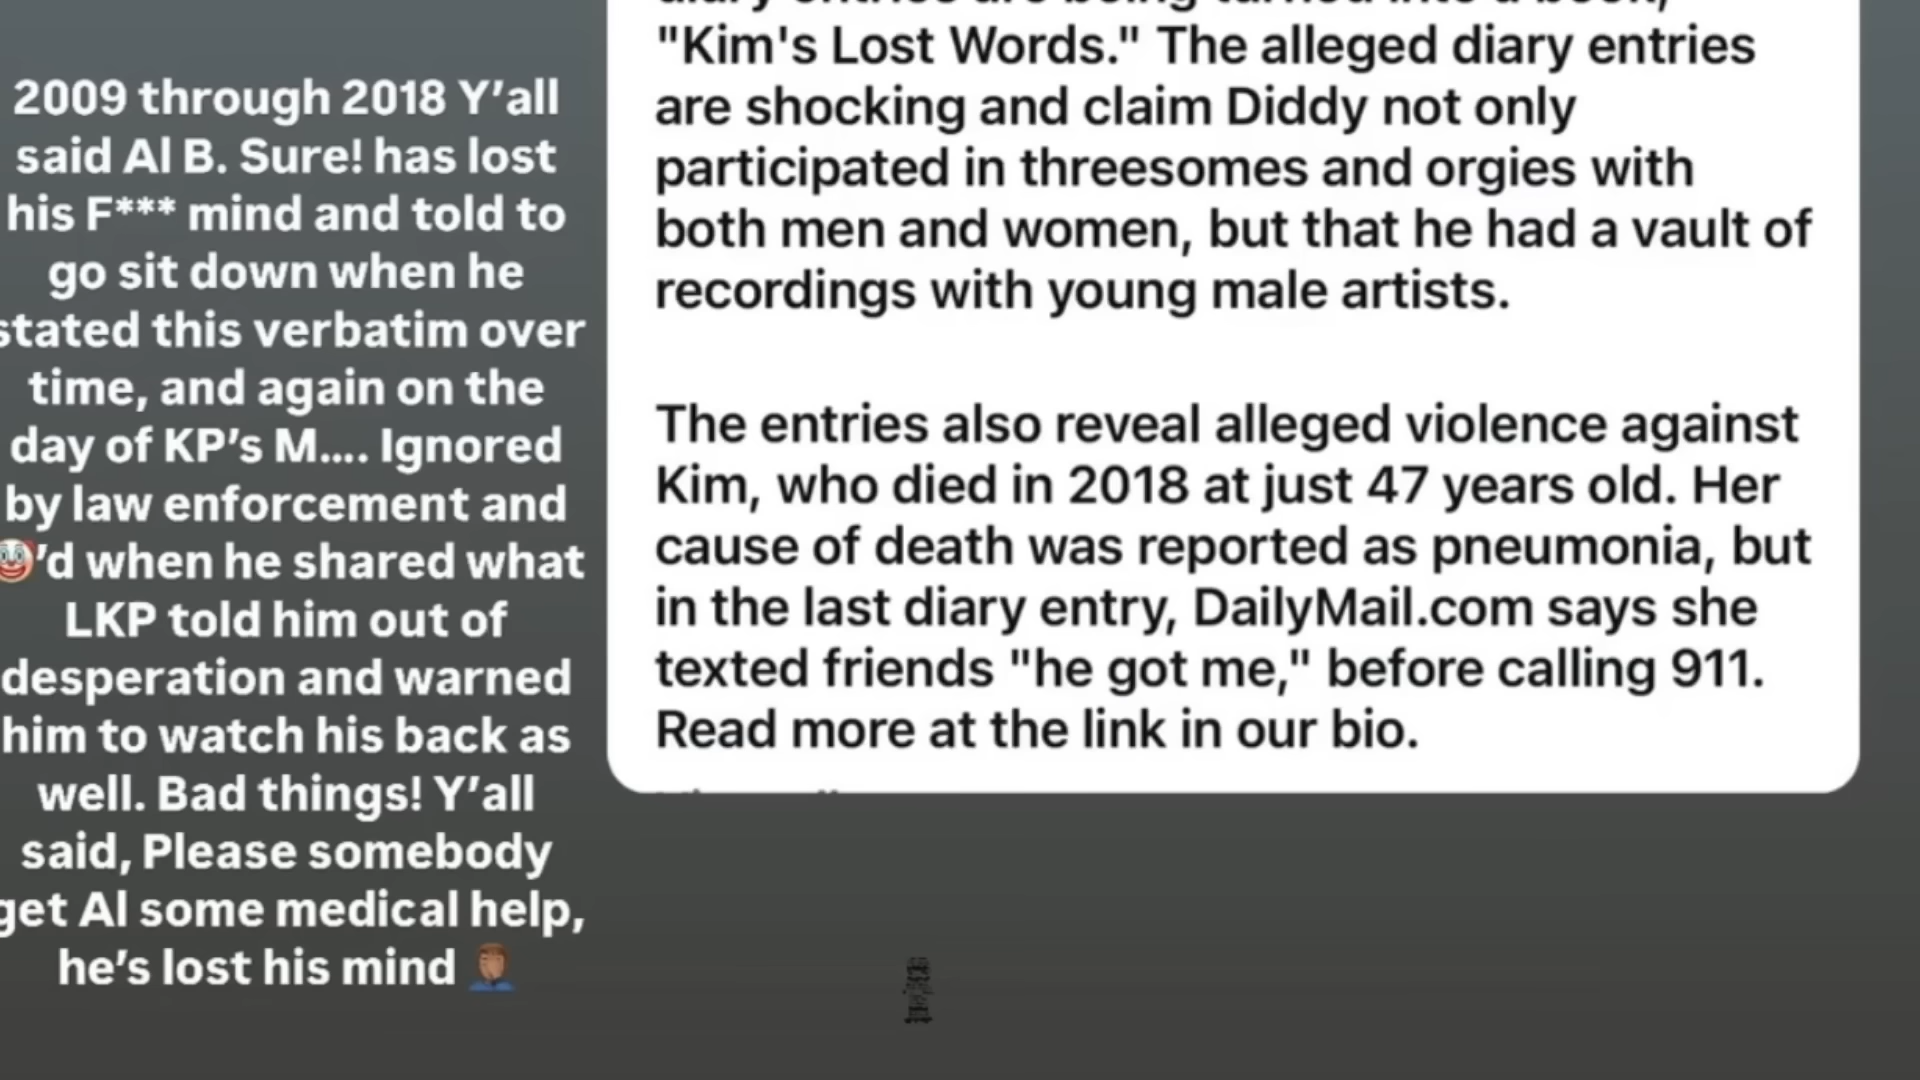 2009 through 2018 Y’all
said Al B. Sure! has lost
his F*** mind and told to
go sit down when he
stated this verbatim over
time, and again on the
day of KP’s M.... Ignored
by law enforcement and
🤡’d when he shared what
LKP told him out of
desperation and warned
him to watch his back as
well. Bad things! Y’all
said, Please somebody
get Al some medical help,
he’s lost his mind 🤦🏾‍♂️
diary entries are being turned into a book,
"Kim's Lost Words." The alleged diary entries
are shocking and claim Diddy not only
participated in threesomes and orgies with
both men and women, but that he had a vault of
recordings with young male artists.
The entries also reveal alleged violence against
Kim, who died in 2018 at just 47 years old. Her
cause of death was reported as pneumonia, but
in the last diary entry, DailyMail.com says she
texted friends "he got me," before calling 911.
Read more at the link in our bio.